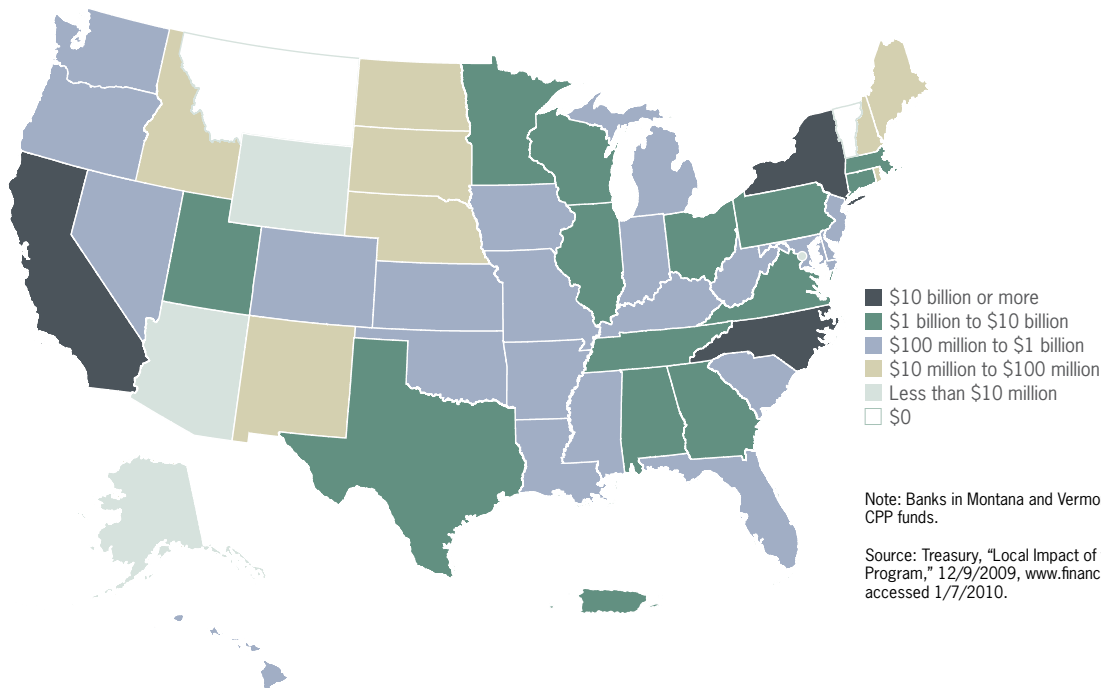 $10 billion or more
$1 billion to $10 billion
$100 million to $1 billion
$10 million to $100 million
Less than $10 million
$0
Note: Banks in Montana and Vermo
CPP funds.
Source: Treasury, “Local Impact of
Program,” 12/9/2009, www.financ
accessed 1/7/2010.